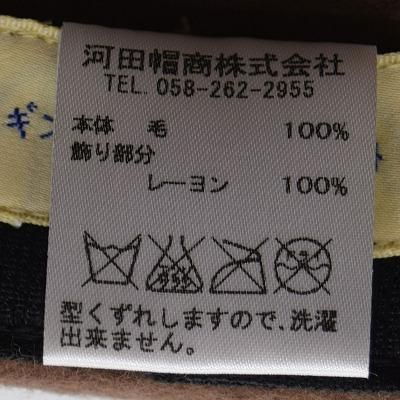 河田帽商株式会社
TEL. 058-262-2955
本体 毛 100%
飾り部分
レーヨン 100%
型くずれしますので、洗濯
出来ません。
ギン